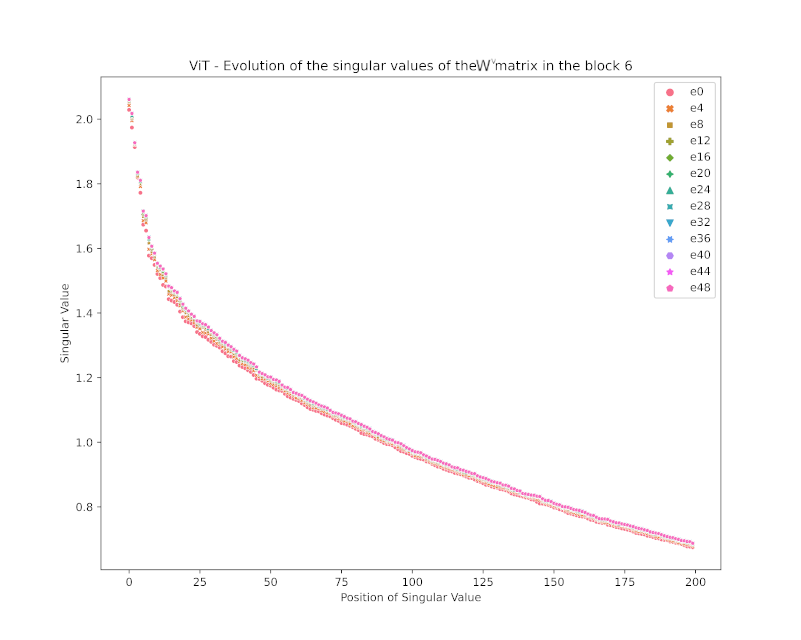 ViT - Evolution of the singular values of theWᵛmatrix in the block 6
2.0
1.8
1.6
1.4
1.2
1.0
0.8
Singular Value
e0
e4
e8
e12
e16
e20
e24
e28
e32
e36
e40
e44
e48
0 25 50 75 100 125 150 175 200
Position of Singular Value